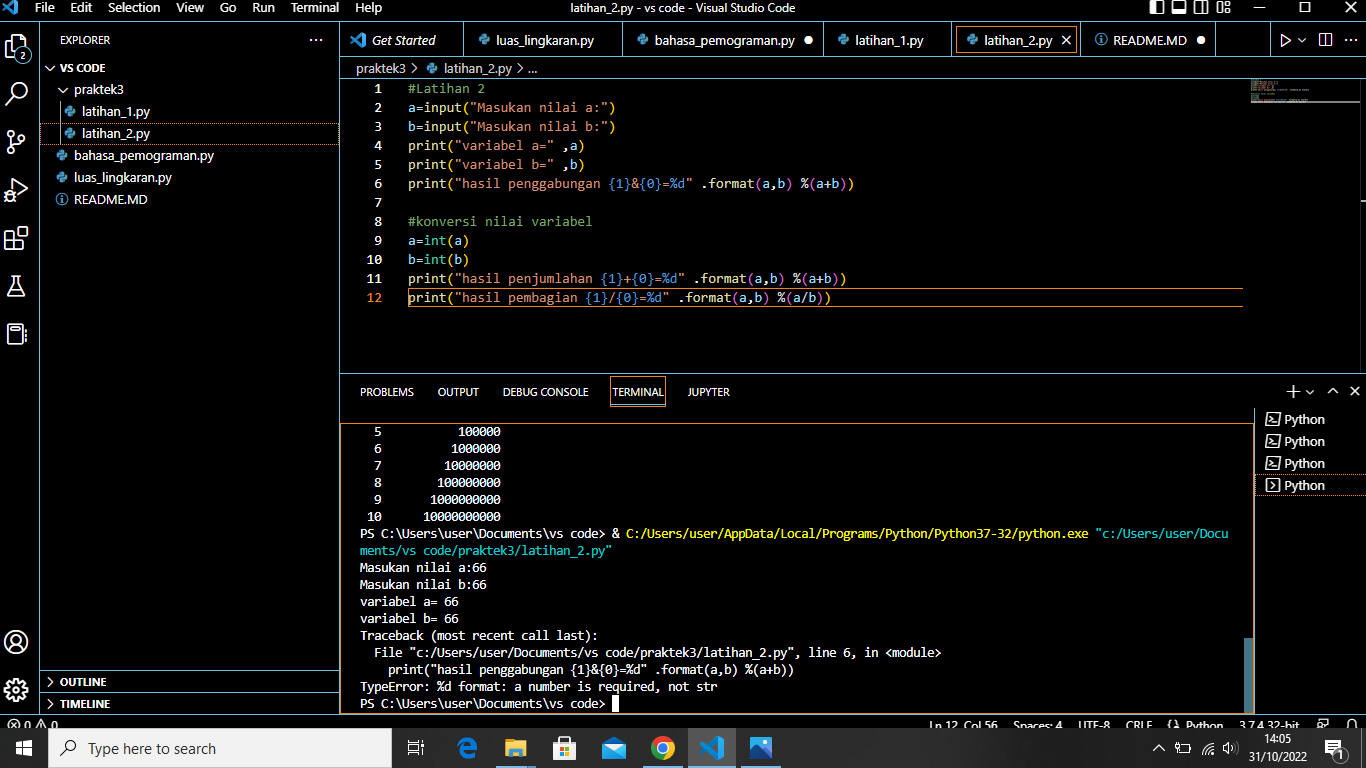 File Edit Selection View Go Run Terminal Help latihan_2.py - vs code - Visual Studio Code
EXPLORER
Get Started luas_lingkaran.py bahasa_pemograman.py latihan_1.py latihan_2.py README.MD
VS CODE
praktek3
latihan_1.py
latihan_2.py
bahasa_pemograman.py
luas_lingkaran.py
README.MD
2
praktek3 > latihan_2.py > ...
1 #Latihan 2
2 a=input("Masukan nilai a:")
3 b=input("Masukan nilai b:")
4 print("variabel a=" ,a)
5 print("variabel b=" ,b)
6 print("hasil penggabungan {1}&{0}=%d" .format(a,b) %(a+b))
7
8 #konversi nilai variabel
9 a=int(a)
10 b=int(b)
11 print("hasil penjumlahan {1}+{0}=%d" .format(a,b) %(a+b))
12 print("hasil pembagian {1}/{0}=%d" .format(a,b) %(a/b))
PROBLEMS OUTPUT DEBUG CONSOLE TERMINAL JUPYTER
5 100000
6 1000000
7 10000000
8 100000000
9 1000000000
10 10000000000
PS C:\Users\user\Documents\vs code> & C:/Users/user/AppData/Local/Programs/Python/Python37-32/python.exe "c:/Users/user/Docu
ments/vs code/praktek3/latihan_2.py"
Masukan nilai a:66
Masukan nilai b:66
variabel a= 66
variabel b= 66
Traceback (most recent call last):
File "c:/Users/user/Documents/vs code/praktek3/latihan_2.py", line 6, in <module>
print("hasil penggabungan {1}&{0}=%d" .format(a,b) %(a+b))
TypeError: %d format: a number is required, not str
PS C:\Users\user\Documents\vs code>
Python
Python
Python
Python
OUTLINE
TIMELINE
0 0 Ln 12, Col 56 Spaces: 4 UTF-8 CRLF Python 3.7.4 32-bit
Type here to search
14:05
31/10/2022
1